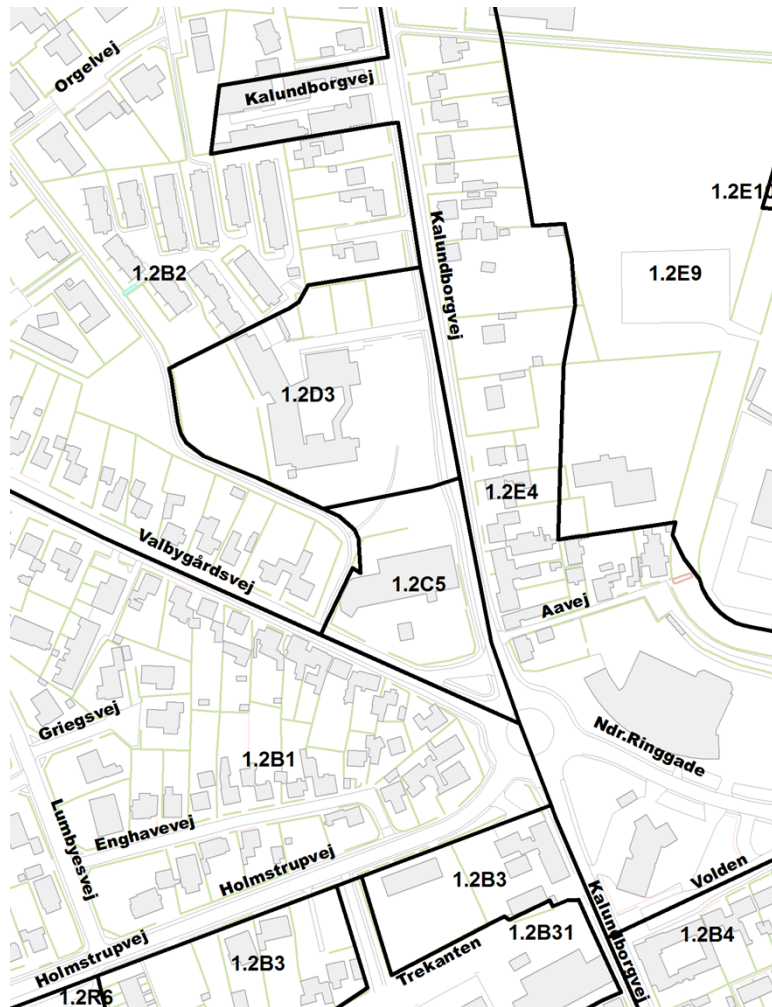 Orgelvej
Kalundborgvej
1.2E1
Kalundborgvej
1.2B2
1.2E9
1.2D3
1.2E4
Valbygårdsvej
1.2C5
Aavej
Griegsvej
Ndr.Ringgade
1.2B1
Lumbyesvej
Enghavevej
Holmstrupvej
1.2B3
Volden
Kalundborgvej
1.2B31
1.2B4
Holmstrupvej
1.2B3
Trekanten
1.2R6